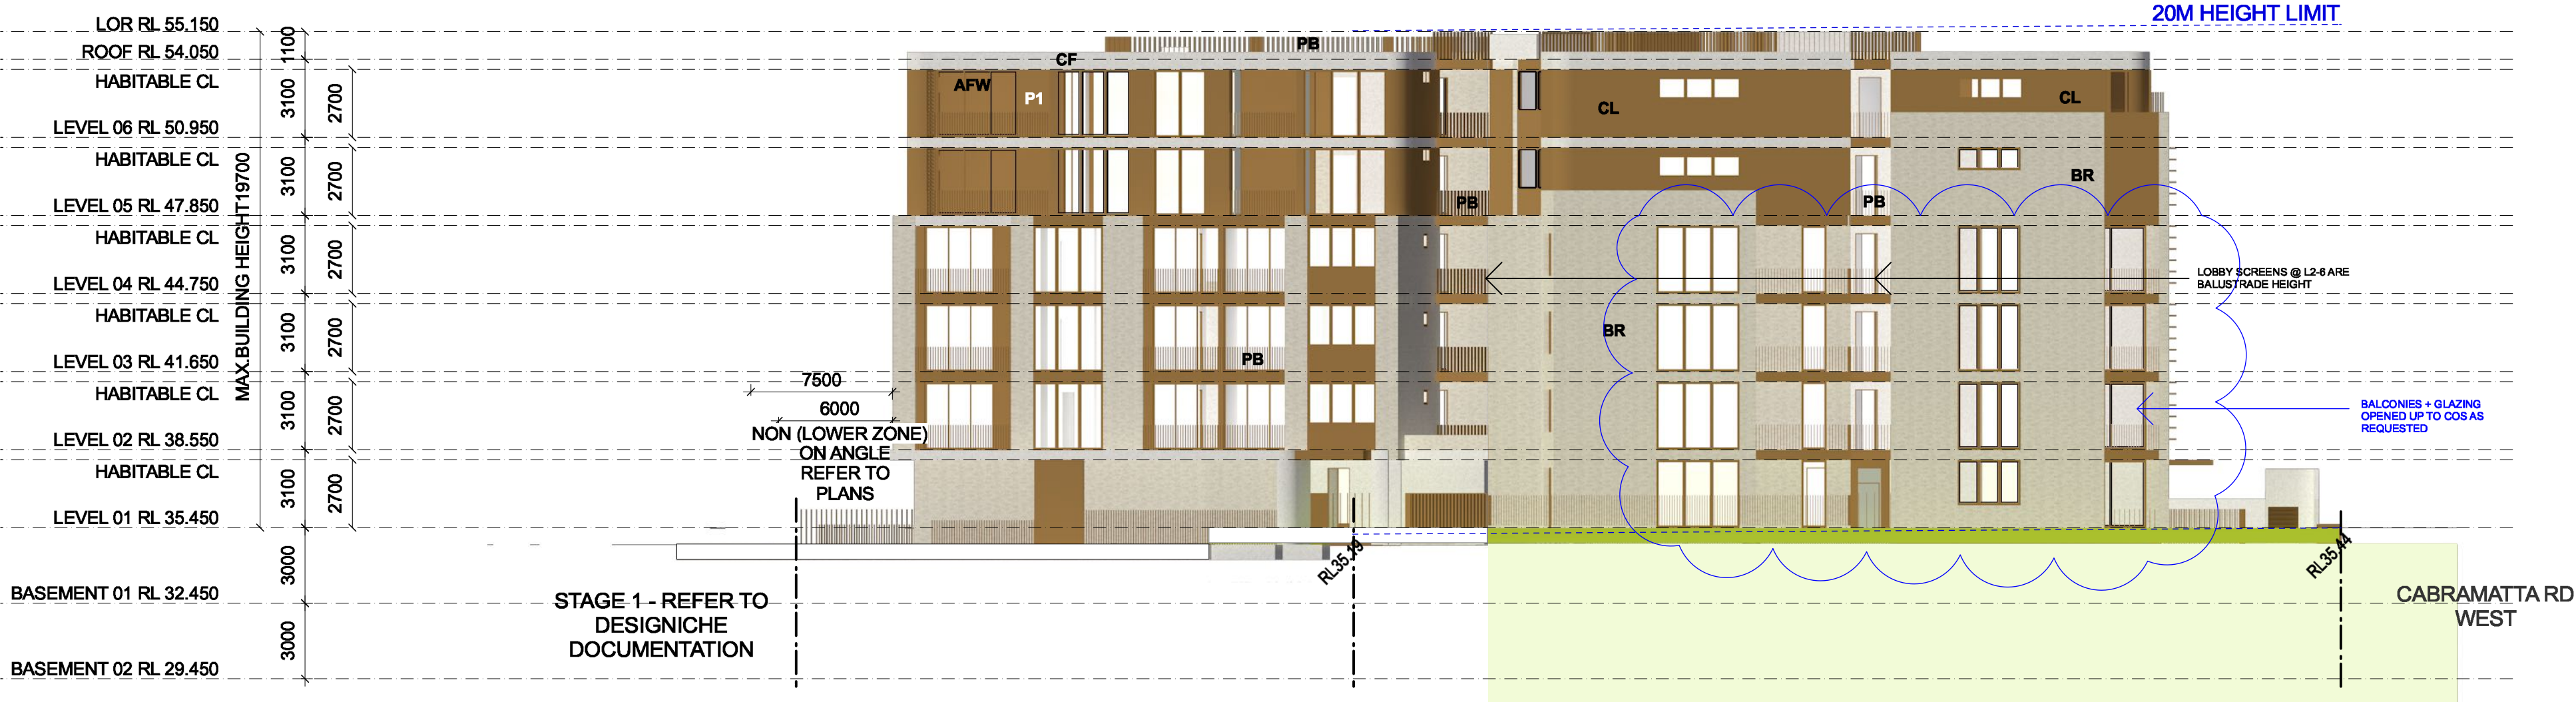 20M HEIGHT LIMIT
LOR RL 55.150
ROOF RL 54.050
HABITABLE CL
LEVEL 06 RL 50.950
HABITABLE CL
LEVEL 05 RL 47.850
HABITABLE CL
LEVEL 04 RL 44.750
HABITABLE CL
LEVEL 03 RL 41.650
HABITABLE CL
LEVEL 02 RL 38.550
HABITABLE CL
LEVEL 01 RL 35.450
BASEMENT 01 RL 32.450
BASEMENT 02 RL 29.450
MAX.BUILDING HEIGHT19700
1100
3100
3100
3100
3100
3100
3100
3000
3000
2700
2700
2700
2700
2700
2700
7500
6000
NON (LOWER ZONE)
ON ANGLE
REFER TO
PLANS
STAGE 1 - REFER TO
DESIGNICHE
DOCUMENTATION
PB
CF
AFW
P1
CL
CL
BR
PB
PB
BR
PB
LOBBY SCREENS @ L2-6 ARE
BALUSTRADE HEIGHT
BALCONIES + GLAZING
OPENED UP TO COS AS
REQUESTED
RL35.19
RL35.44
CABRAMATTA RD
WEST